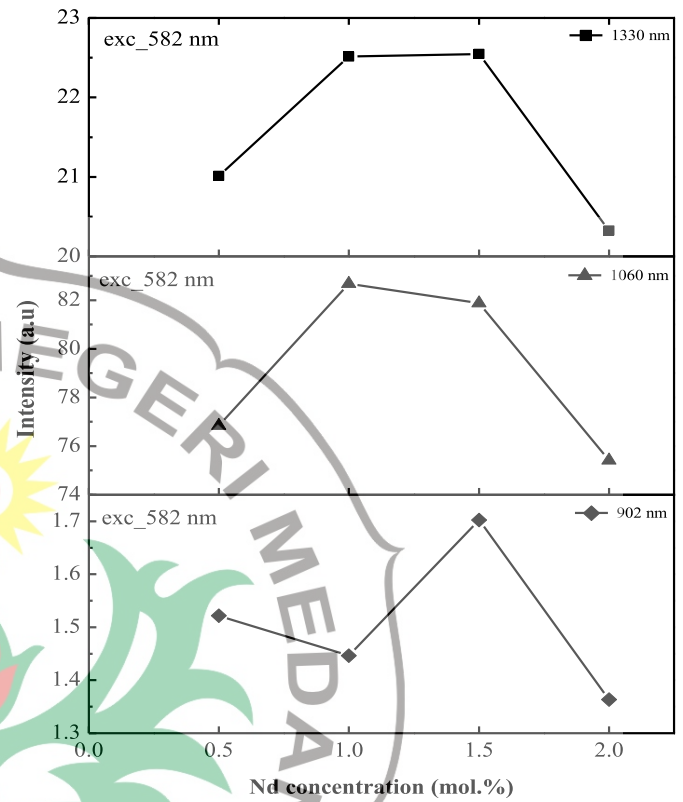 23
exc_582 nm
1330 nm
22
21
20
exc_582 nm
1060 nm
82
80
78
76
74
Intensity (a.u)
EGERI MEDA
exc_582 nm
902 nm
1.7
1.6
1.5
1.4
1.3
0.0 0.5 1.0 1.5 2.0
Nd concentration (mol.%)